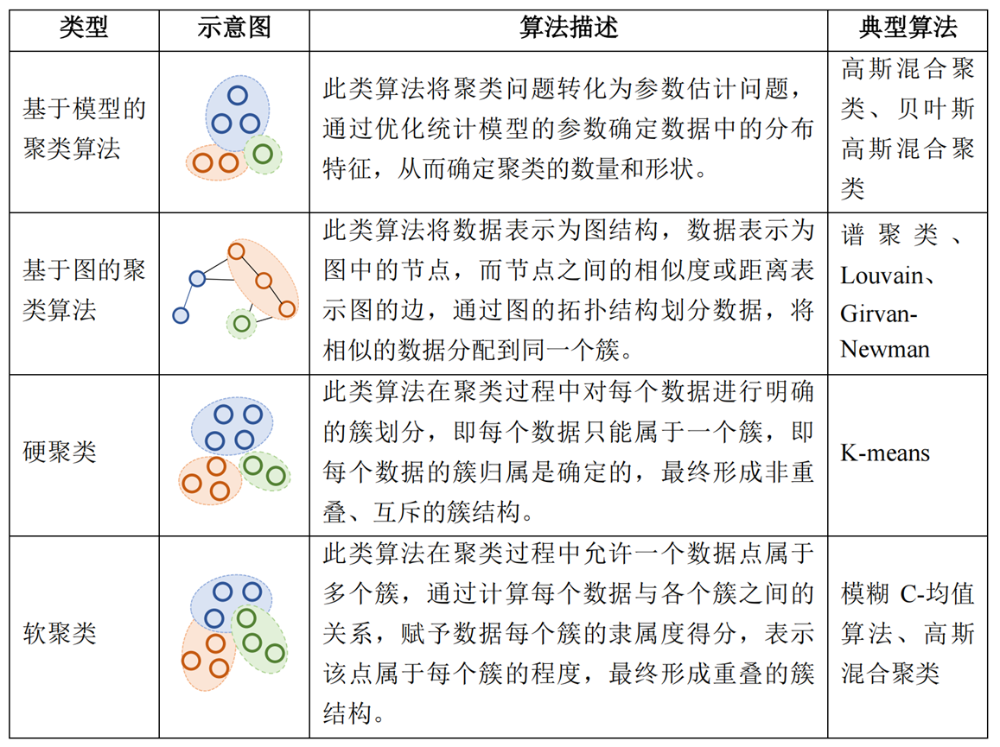 类型 示意图 算法描述 典型算法
基于模型的
聚类算法
此类算法将聚类问题转化为参数估计问题，
通过优化统计模型的参数确定数据中的分布
特征，从而确定聚类的数量和形状。
高斯混合聚
类、贝叶斯
高斯混合聚
类
基于图的聚
类算法
此类算法将数据表示为图结构，数据表示为
图中的节点，而节点之间的相似度或距离表
示图的边，通过图的拓扑结构划分数据，将
相似的数据分配到同一个簇。
谱聚类、
Louvain、
Girvan-
Newman
硬聚类
此类算法在聚类过程中对每个数据进行明确
的簇划分，即每个数据只能属于一个簇，即
每个数据的簇归属是确定的，最终形成非重
叠、互斥的簇结构。
K-means
软聚类
此类算法在聚类过程中允许一个数据点属于
多个簇，通过计算每个数据与各个簇之间的
关系，赋予数据每个簇的隶属度得分，表示
该点属于每个簇的程度，最终形成重叠的簇
结构。
模糊 C-均值
算法、高斯
混合聚类